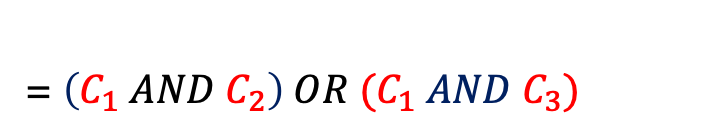 = (C₁ AND C₂) OR (C₁ AND C₃)